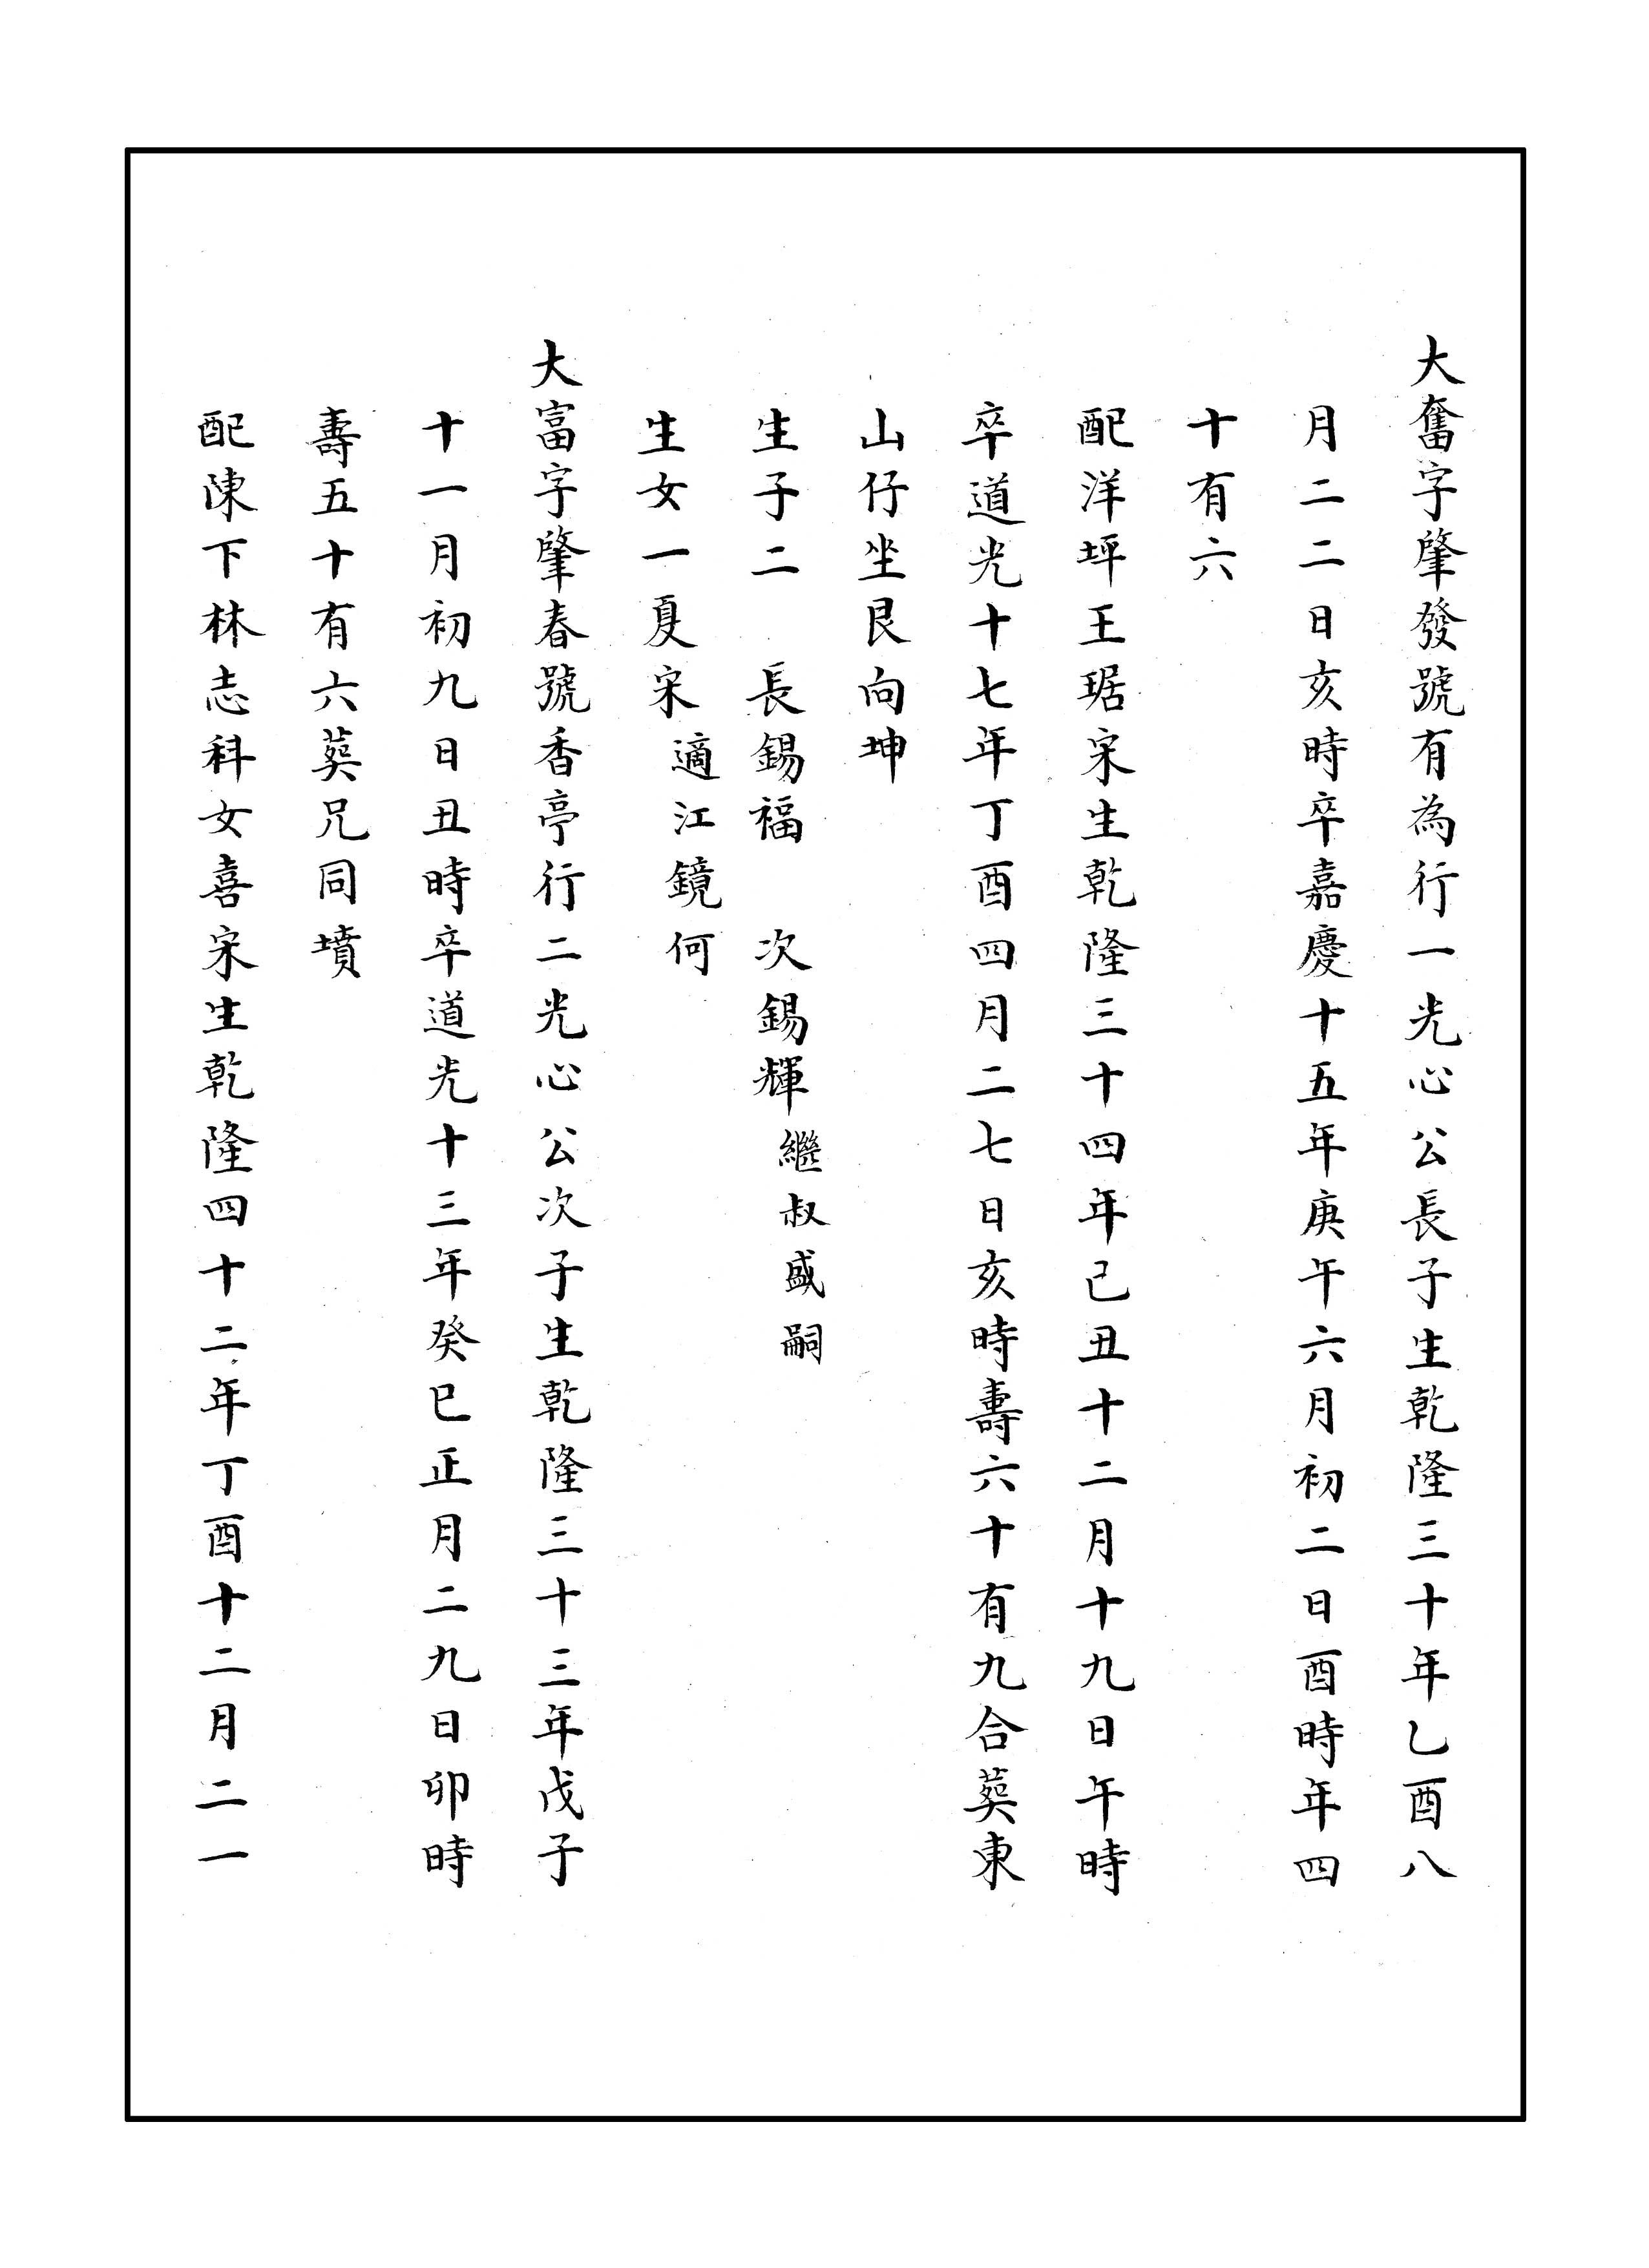 大奮字肇發號有為行一光心公長子生乾隆三十年乙酉八
月二二日亥時卒嘉慶十五年庚午六月初二日酉時年四
十有六
配洋坪王琚宋生乾隆三十四年己丑十二月十九日午時
卒道光十七年丁酉四月二七日亥時壽六十有九合葬東
山仔坐艮向坤
生子二　長錫福　次錫輝繼叔盛嗣
生女一夏宋適江鏡何
大富字肇春號香亭行二光心公次子生乾隆三十三年戊子
十一月初九日丑時卒道光十三年癸巳正月二九日卯時
壽五十有六葬兄同墳
配陳下林志科女喜宋生乾隆四十二年丁酉十二月二一